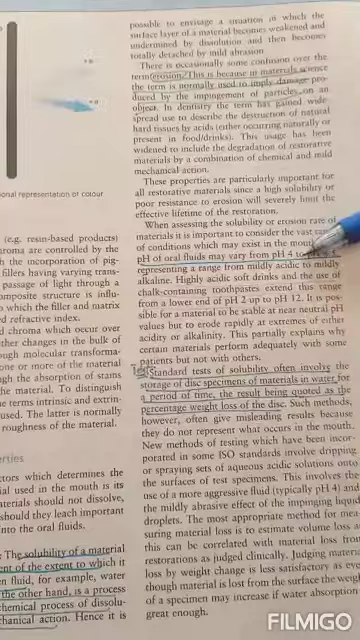 onal representation of colour
(e.g. resin-based products)
roma are controlled by the
h the incorporation of pig-
fillers having varying trans-
passage of light through a
mposite structure is influ-
o which the filler and matrix
ed refractive index.
d chroma which occur over
ther changes in the bulk of
ough molecular transforma-
one or more of the material
gh the absorption of stains
the material. To distinguish
e terms intrinsic and extrin-
used. The latter is normally
roughness of the material.
erties
ctors which determines the
ial used in the mouth is its
aterials should not dissolve,
should they leach important
into the oral fluids.
The solubility of a material
ent of the extent to which it
en fluid, for example, water
the other hand, is a process
chemical process of dissolu-
chanical action. Hence it is
possible to envisage a situation in which the
surface layer of a material becomes weakened and
undermined by dissolution and then becomes
totally detached by mild abrasion
There is occasionally some confusion over the
term erosion. This is because in materials science
the term is normally used to imply damage pro-
duced by the impingement of particles on an
object. In dentistry the term has gained wide-
spread use to describe the destruction of natural
hard tissues by acids (either occurring naturally or
present in food/drinks). This usage has been
widened to include the degradation of restorative
materials by a combination of chemical and mild
mechanical action.
These properties are particularly important for
all restorative materials since a high solubility or
poor resistance to erosion will severely limit the
effective lifetime of the restoration.
When assessing the solubility or erosion rate of
materials it is important to consider the vast
of conditions which may exist in the mouth
pH of oral fluids may vary from pH 4 to
representing a range from mildly acidic to mildly
alkaline. Highly acidic soft drinks and the use of
chalk-containing toothpastes extend this range
from a lower end of pH 2 up to pH 12. It is pos-
sible for a material to be stable at near neutral pH
values but to erode rapidly at extremes of either
acidity or alkalinity. This partially explains why
certain materials perform adequately with some
patients but not with others.
Standard tests of solubility often involve the
storage of disc specimens of materials in water for
a period of time, the result being quoted as the
percentage weight loss of the disc. Such methods,
however, often give misleading results because
they do not represent what occurs in the mouth.
New methods of testing which have been incor-
porated in some ISO standards involve dripping
or spraying sets of aqueous acidic solutions onto
the surfaces of test specimens. This involves the
use of a more aggressive fluid (typically pH 4) and
the mildly abrasive effect of the impinging liquid
droplets. The most appropriate method for mea-
suring material loss is to estimate volume loss a
this can be correlated with material loss from
restorations as judged clinically. Judging materi
loss by weight change is less satisfactory as eve
though material is lost from the surface the weig
of a specimen may increase if water absorption
great enough.
FILMIGO